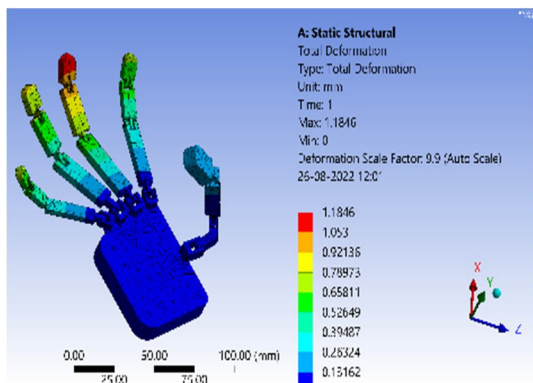 A: Static Structural
Total Deformation
Type: Total Deformation
Unit: mm
Time: 1
Max: 1.1846
Min: 0
Deformation Scale Factor: 9.9 (Auto Scale)
26-08-2022 12:01
1.1846
1.053
0.92136
0.78973
0.65811
0.52649
0.39487
0.26324
0.13162
X
Y
Z
0.00
50.00
100.00 (mm)
25.00
75.00